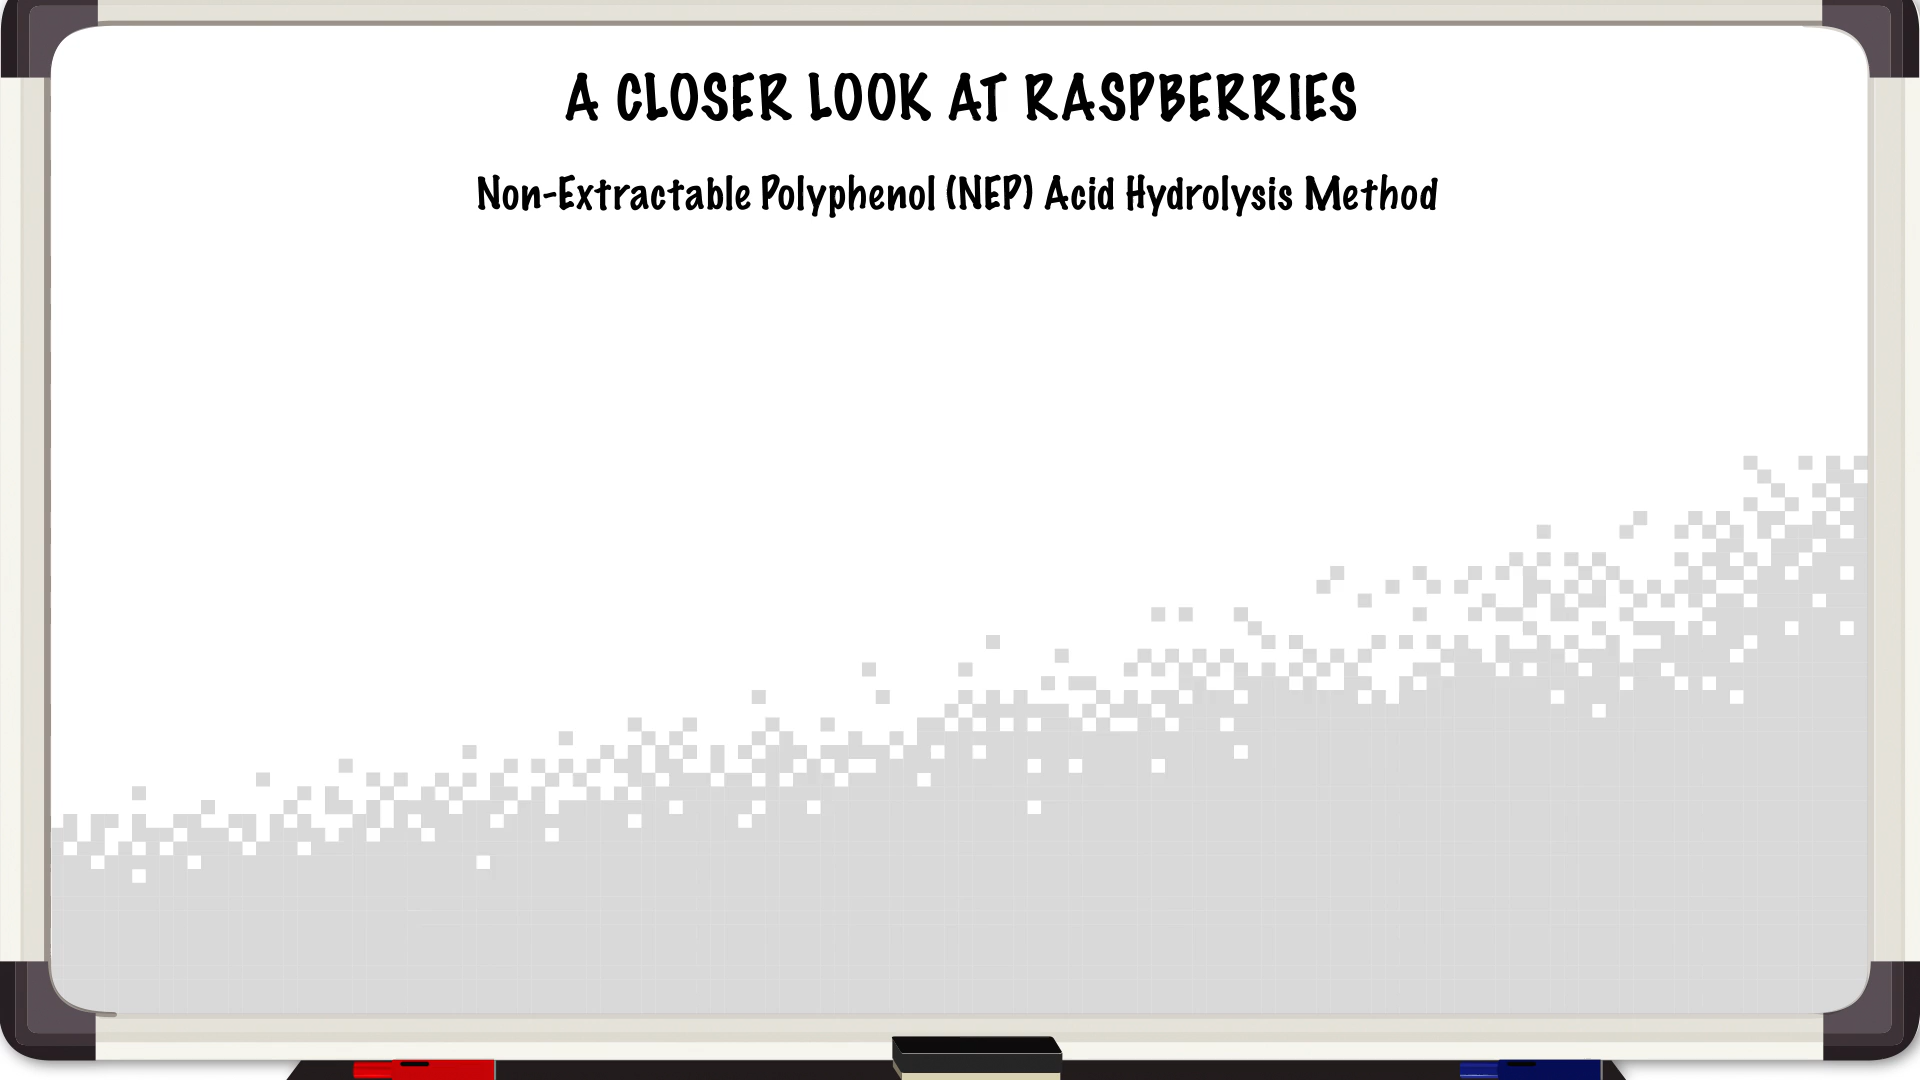 A CLOSER LOOK AT RASPBERRIES
Non-Extractable Polyphenol (NEP) Acid Hydrolysis Method